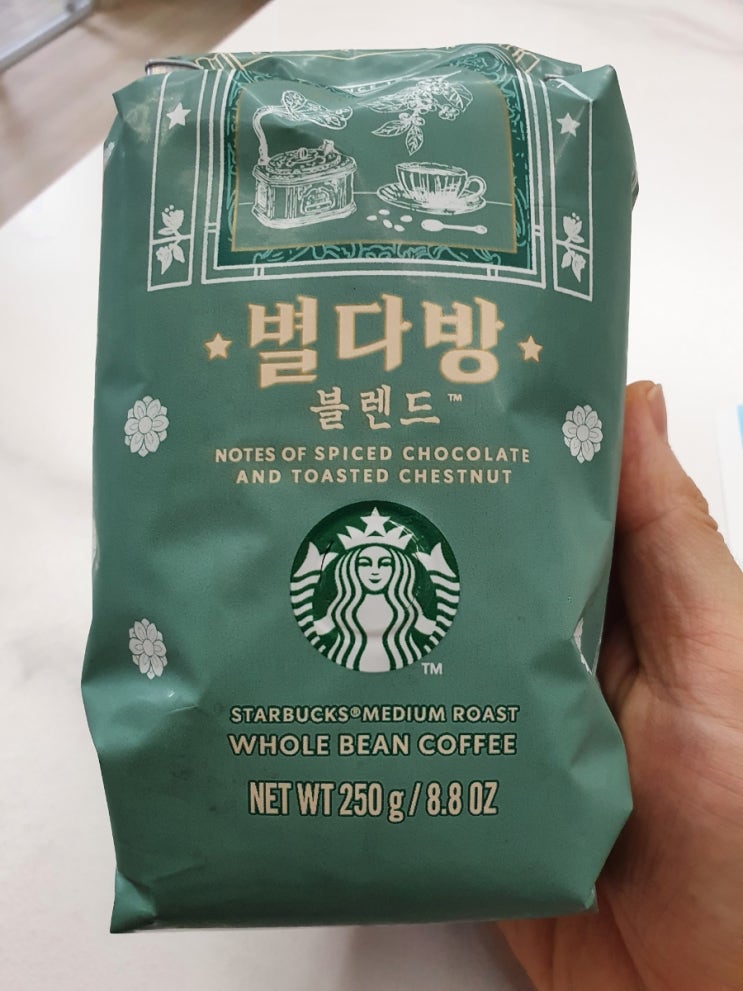 별다방
블렌드™
NOTES OF SPICED CHOCOLATE
AND TOASTED CHESTNUT
TM
STARBUCKS® MEDIUM ROAST
WHOLE BEAN COFFEE
NET WT 250 g / 8.8 OZ